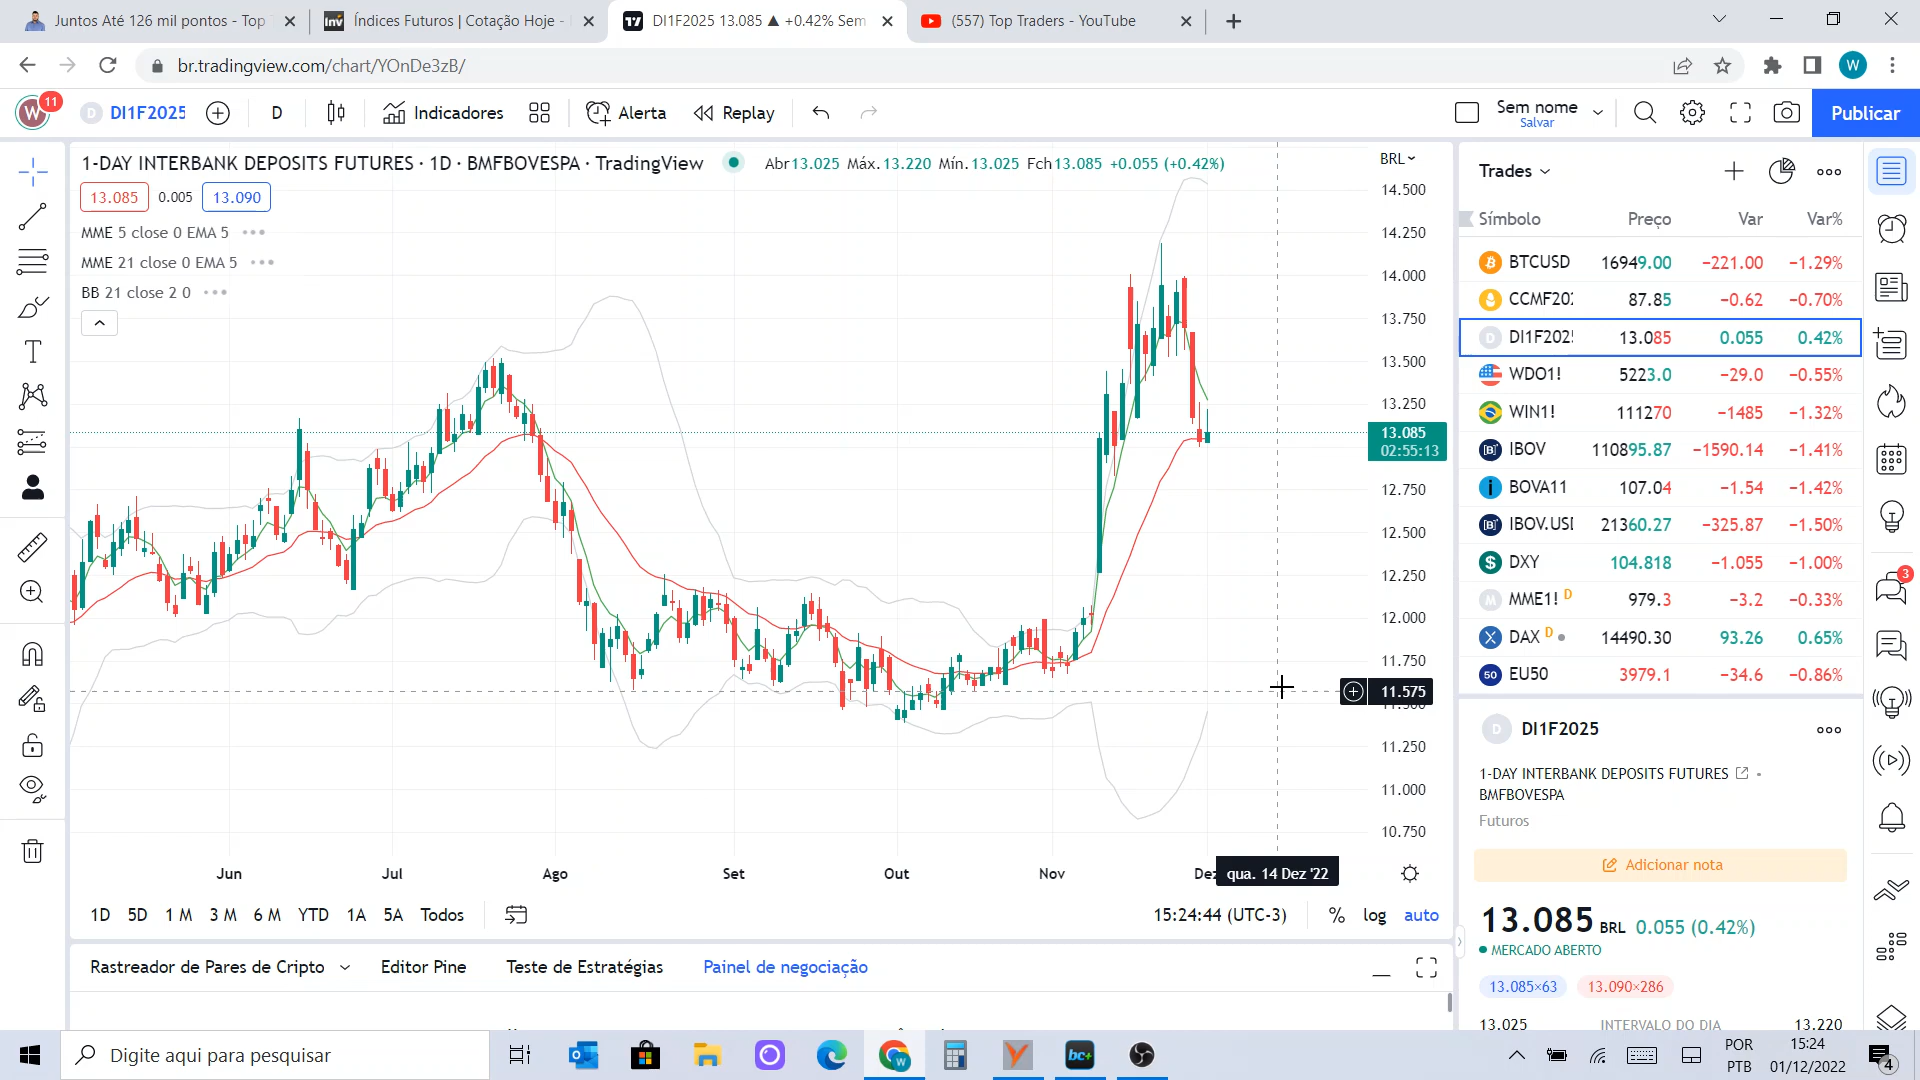 Juntos Até 126 mil pontos - Top
Índices Futuros | Cotação Hoje -
DI1F2025 13.085 ▲ +0.42% Sem
(557) Top Traders - YouTube
br.tradingview.com/chart/YOnDe3zB/
W
W
11
D
DI1F2025
D
Indicadores
Alerta
Replay
Sem nome
Salvar
Publicar
1-DAY INTERBANK DEPOSITS FUTURES · 1D · BMFBOVESPA · TradingView
Abr13.025 Máx.13.220 Mín.13.025 Fch13.085 +0.055 (+0.42%)
BRL
13.085 0.005 13.090
MME 5 close 0 EMA 5
MME 21 close 0 EMA 5
BB 21 close 2 0
14.500
14.250
14.000
13.750
13.500
13.250
13.085
02:55:13
12.750
12.500
12.250
12.000
11.750
11.575
11.250
11.000
10.750
Jun Jul Ago Set Out Nov Dez
qua. 14 Dez '22
1D 5D 1 M 3 M 6 M YTD 1A 5A Todos
15:24:44 (UTC-3) % log auto
Rastreador de Pares de Cripto Editor Pine Teste de Estratégias Painel de negociação
Trades
Símbolo Preço Var Var%
BTCUSD 16949.00 −221.00 −1.29%
CCMF202 87.85 −0.62 −0.70%
D DI1F2025 13.085 0.055 0.42%
WDO1! 5223.0 −29.0 −0.55%
WIN1! 111270 −1485 −1.32%
IBOV 110895.87 −1590.14 −1.41%
BOVA11 107.04 −1.54 −1.42%
IBOV.USD 21360.27 −325.87 −1.50%
DXY 104.818 −1.055 −1.00%
M MME1! D 979.3 −3.2 −0.33%
DAX D 14490.30 93.26 0.65%
50 EU50 3979.1 −34.6 −0.86%
3
D DI1F2025
1-DAY INTERBANK DEPOSITS FUTURES
BMFBOVESPA
Futuros
Adicionar nota
13.085 BRL 0.055 (0.42%)
MERCADO ABERTO
13.085×63 13.090×286
13.025 INTERVALO DO DIA 13.220
Digite aqui para pesquisar
bc+
POR
PTB
15:24
01/12/2022
4